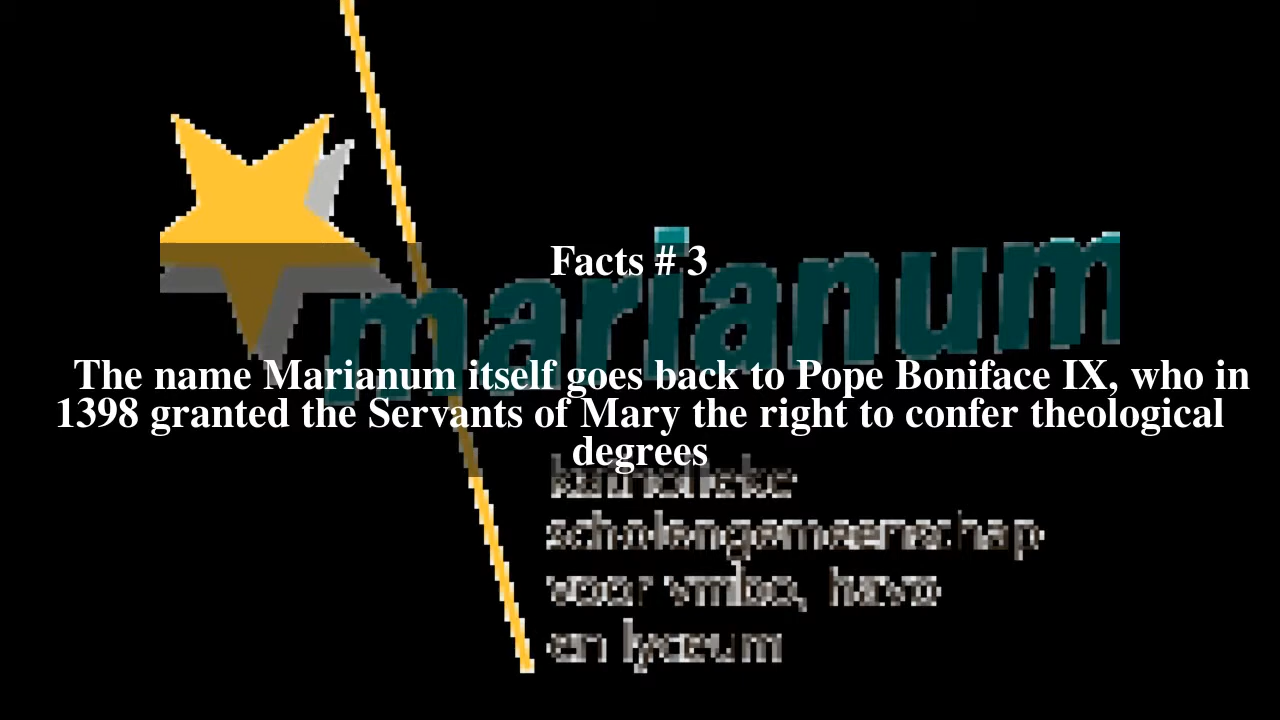 Facts # 3
marianum
The name Marianum itself goes back to Pope Boniface IX, who in
1398 granted the Servants of Mary the right to confer theological
degrees
katholieke
scholengemeenschap
voor vmbo, havo
en lyceum